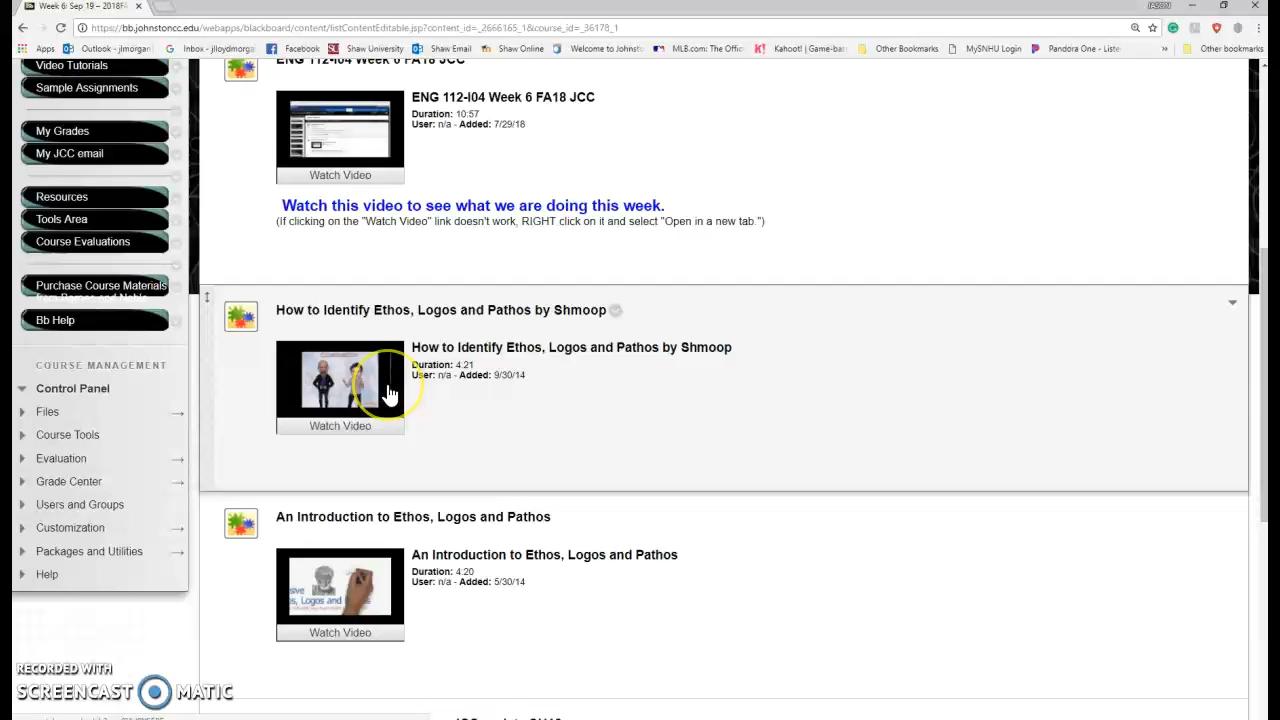 Week 6: Sep 19 – 2018FA
JASON
https://bb.johnstoncc.edu/webapps/blackboard/content/listContentEditable.jsp?content_id=_2666165_1&course_id=_36178_1
Apps Outlook - jlmorgan Inbox - jlloydmorga Facebook Shaw University Shaw Email Shaw Online Welcome to Johnst MLB.com: The Offic Kahoot! | Game-bas Other Bookmarks MySNHU Login Pandora One - Liste » Other bookmarks
Video Tutorials
Sample Assignments
My Grades
My JCC email
Resources
Tools Area
Course Evaluations
Purchase Course Materials
from Barnes and Noble
Bb Help
COURSE MANAGEMENT
Control Panel
Files
Course Tools
Evaluation
Grade Center
Users and Groups
Customization
Packages and Utilities
Help
ENG 112-I04 Week 6 FA18 JCC
ENG 112-I04 Week 6 FA18 JCC
Duration: 10:57
User: n/a - Added: 7/29/18
Watch Video
Watch this video to see what we are doing this week.
(If clicking on the "Watch Video" link doesn't work, RIGHT click on it and select "Open in a new tab.")
How to Identify Ethos, Logos and Pathos by Shmoop
How to Identify Ethos, Logos and Pathos by Shmoop
Duration: 4:21
User: n/a - Added: 9/30/14
Watch Video
An Introduction to Ethos, Logos and Pathos
An Introduction to Ethos, Logos and Pathos
Duration: 4:20
User: n/a - Added: 5/30/14
Watch Video
RECORDED WITH
SCREENCAST MATIC